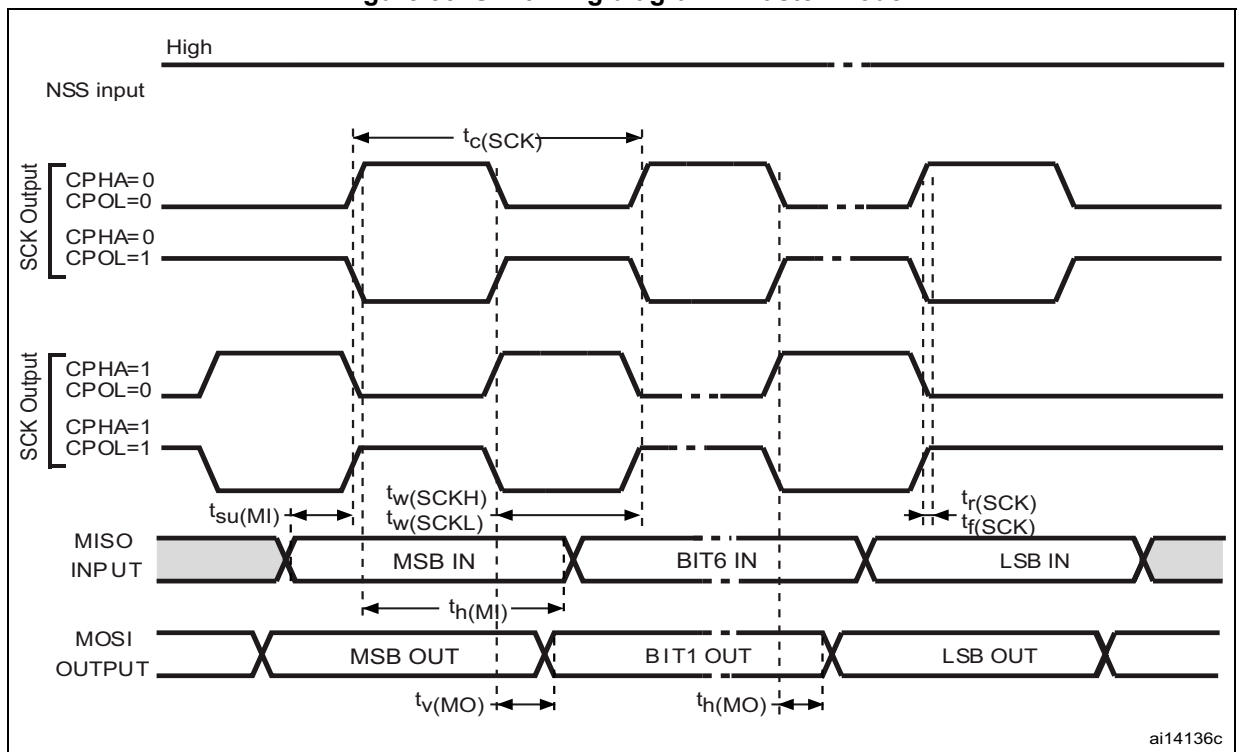 High
NSS input
tc(SCK)
SCK Output
CPHA=0
CPOL=0
CPHA=0
CPOL=1
SCK Output
CPHA=1
CPOL=0
CPHA=1
CPOL=1
tsu(MI)
tw(SCKH)
tw(SCKL)
tr(SCK)
tf(SCK)
MISO
INPUT
MSB IN
BIT6 IN
LSB IN
th(MI)
MOSI
OUTPUT
MSB OUT
BIT1 OUT
LSB OUT
tv(MO)
th(MO)
ai14136c